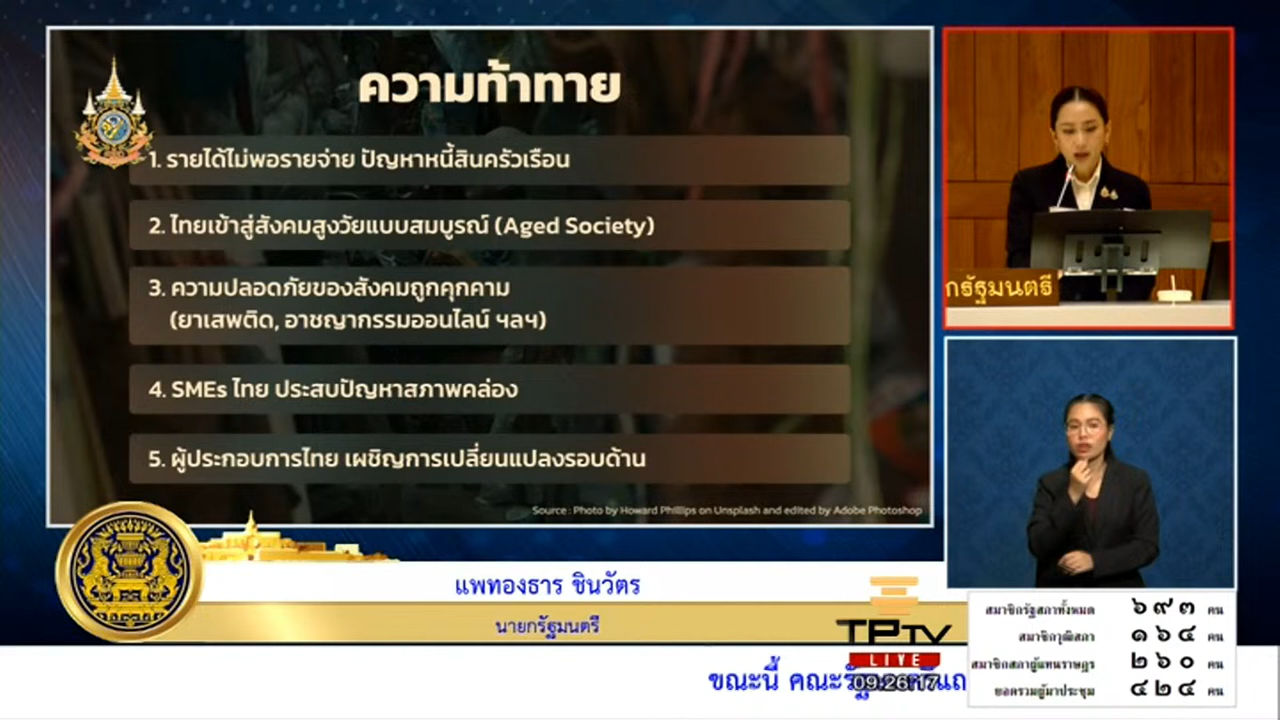 ความท้าทาย
1. รายได้ไม่พอรายจ่าย ปัญหาหนี้สินครัวเรือน
2. ไทยเข้าสู่สังคมสูงวัยแบบสมบูรณ์ (Aged Society)
3. ความปลอดภัยของสังคมถูกคุกคาม
(ยาเสพติด, อาชญากรรมออนไลน์ ฯลฯ)
4. SMEs ไทย ประสบปัญหาสภาพคล่อง
5. ผู้ประกอบการไทย เผชิญการเปลี่ยนแปลงรอบด้าน
Source : Photo by Howard Phillips on Unsplash and edited by Adobe Photoshop
กรัฐมนตรี
แพทองธาร ชินวัตร
นายกรัฐมนตรี
TPTV
LIVE
09:26:17
ขณะนี้ คณะรัฐ
สมาชิกรัฐสภาทั้งหมด ๖๙๓ คน
สมาชิกวุฒิสภา ๑๖๔ คน
สมาชิกสภาผู้แทนราษฎร ๒๖๐ คน
ยอดรวมผู้มาประชุม ๔๒๔ คน